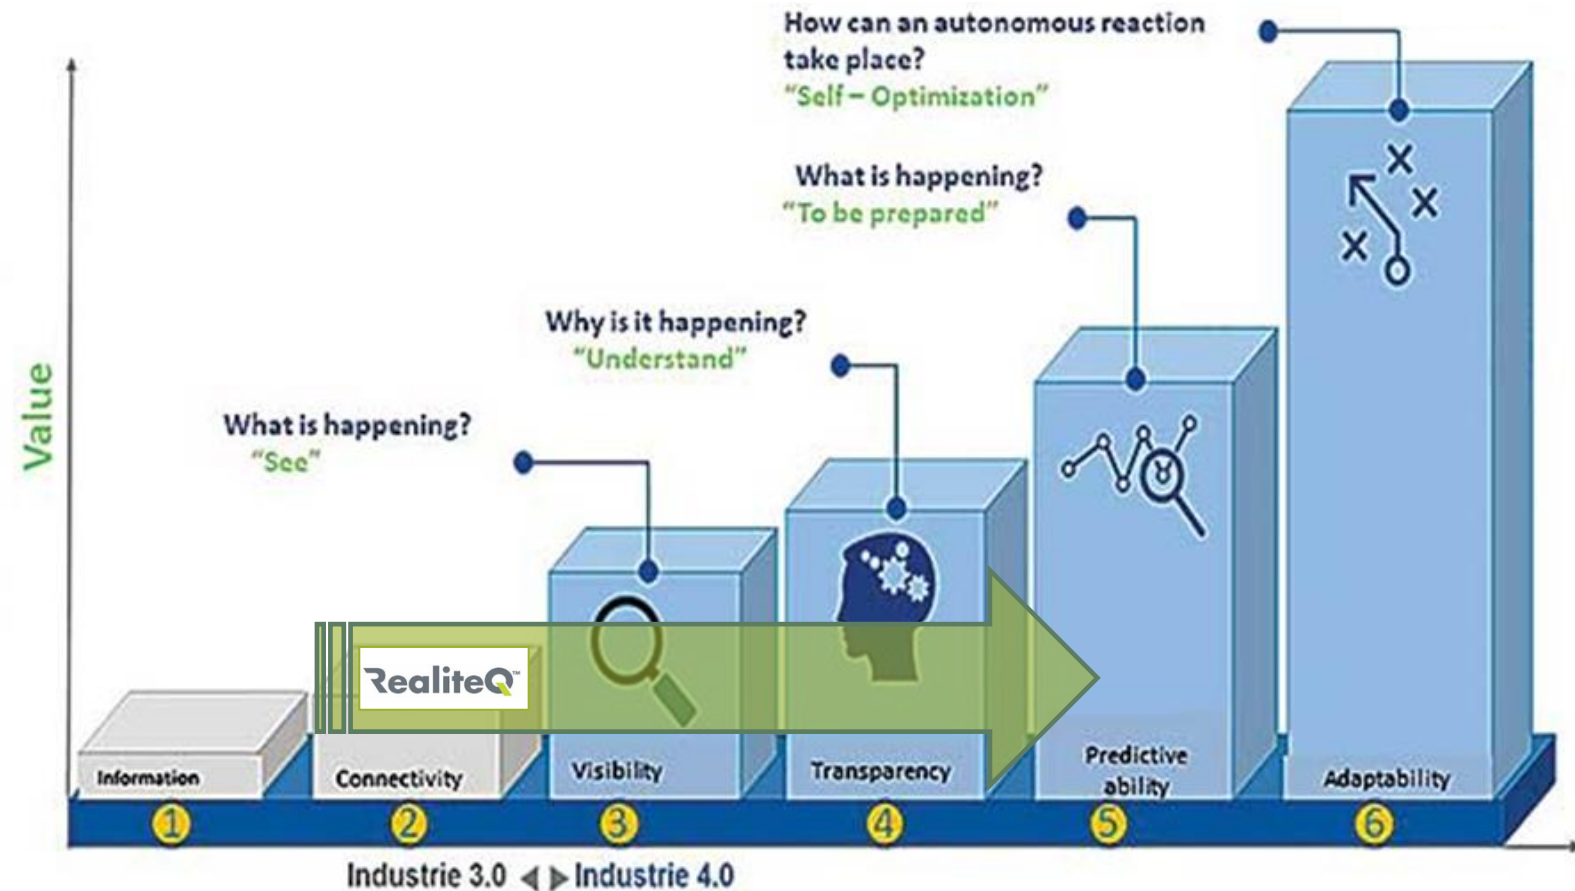 How can an autonomous reaction
take place?
“Self – Optimization”
What is happening?
“To be prepared”
Why is it happening?
“Understand”
What is happening?
“See”
Value
RealiteQ™
Information
Connectivity
Visibility
Transparency
Predictive
ability
Adaptability
1
2
3
4
5
6
Industrie 3.0
Industrie 4.0